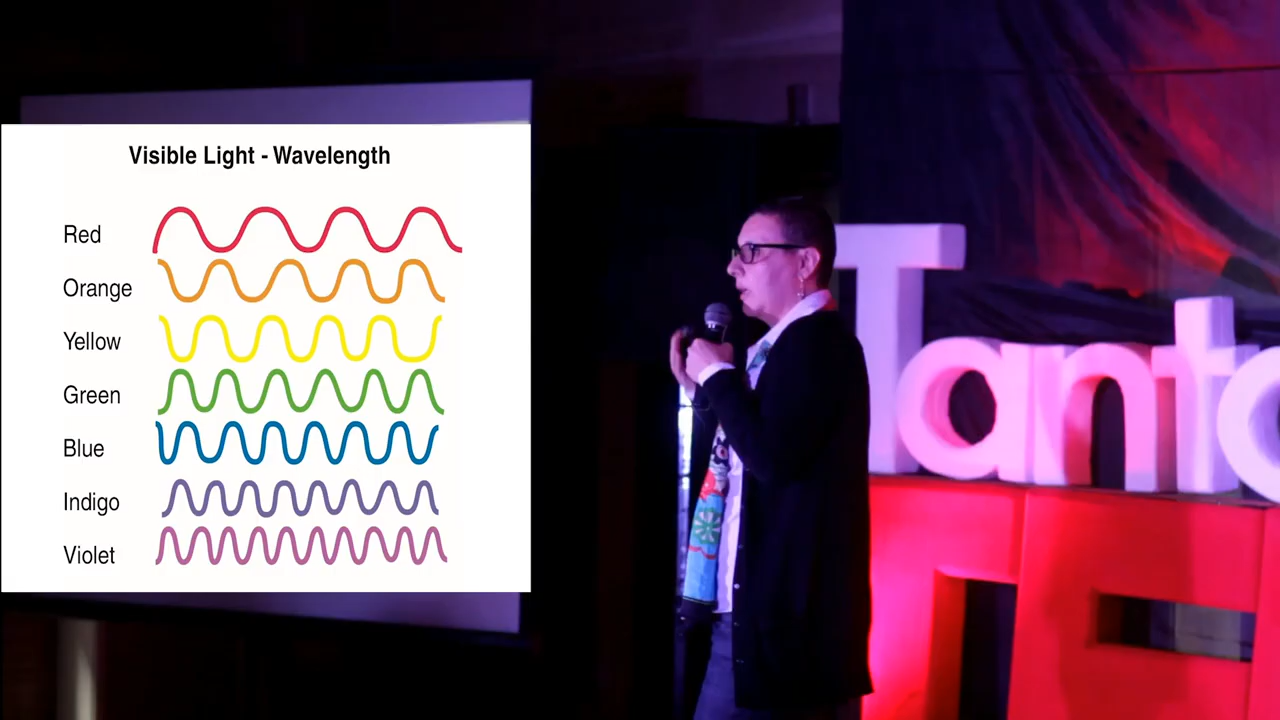 Visible Light - Wavelength
Red
Orange
Yellow
Green
Blue
Indigo
Violet